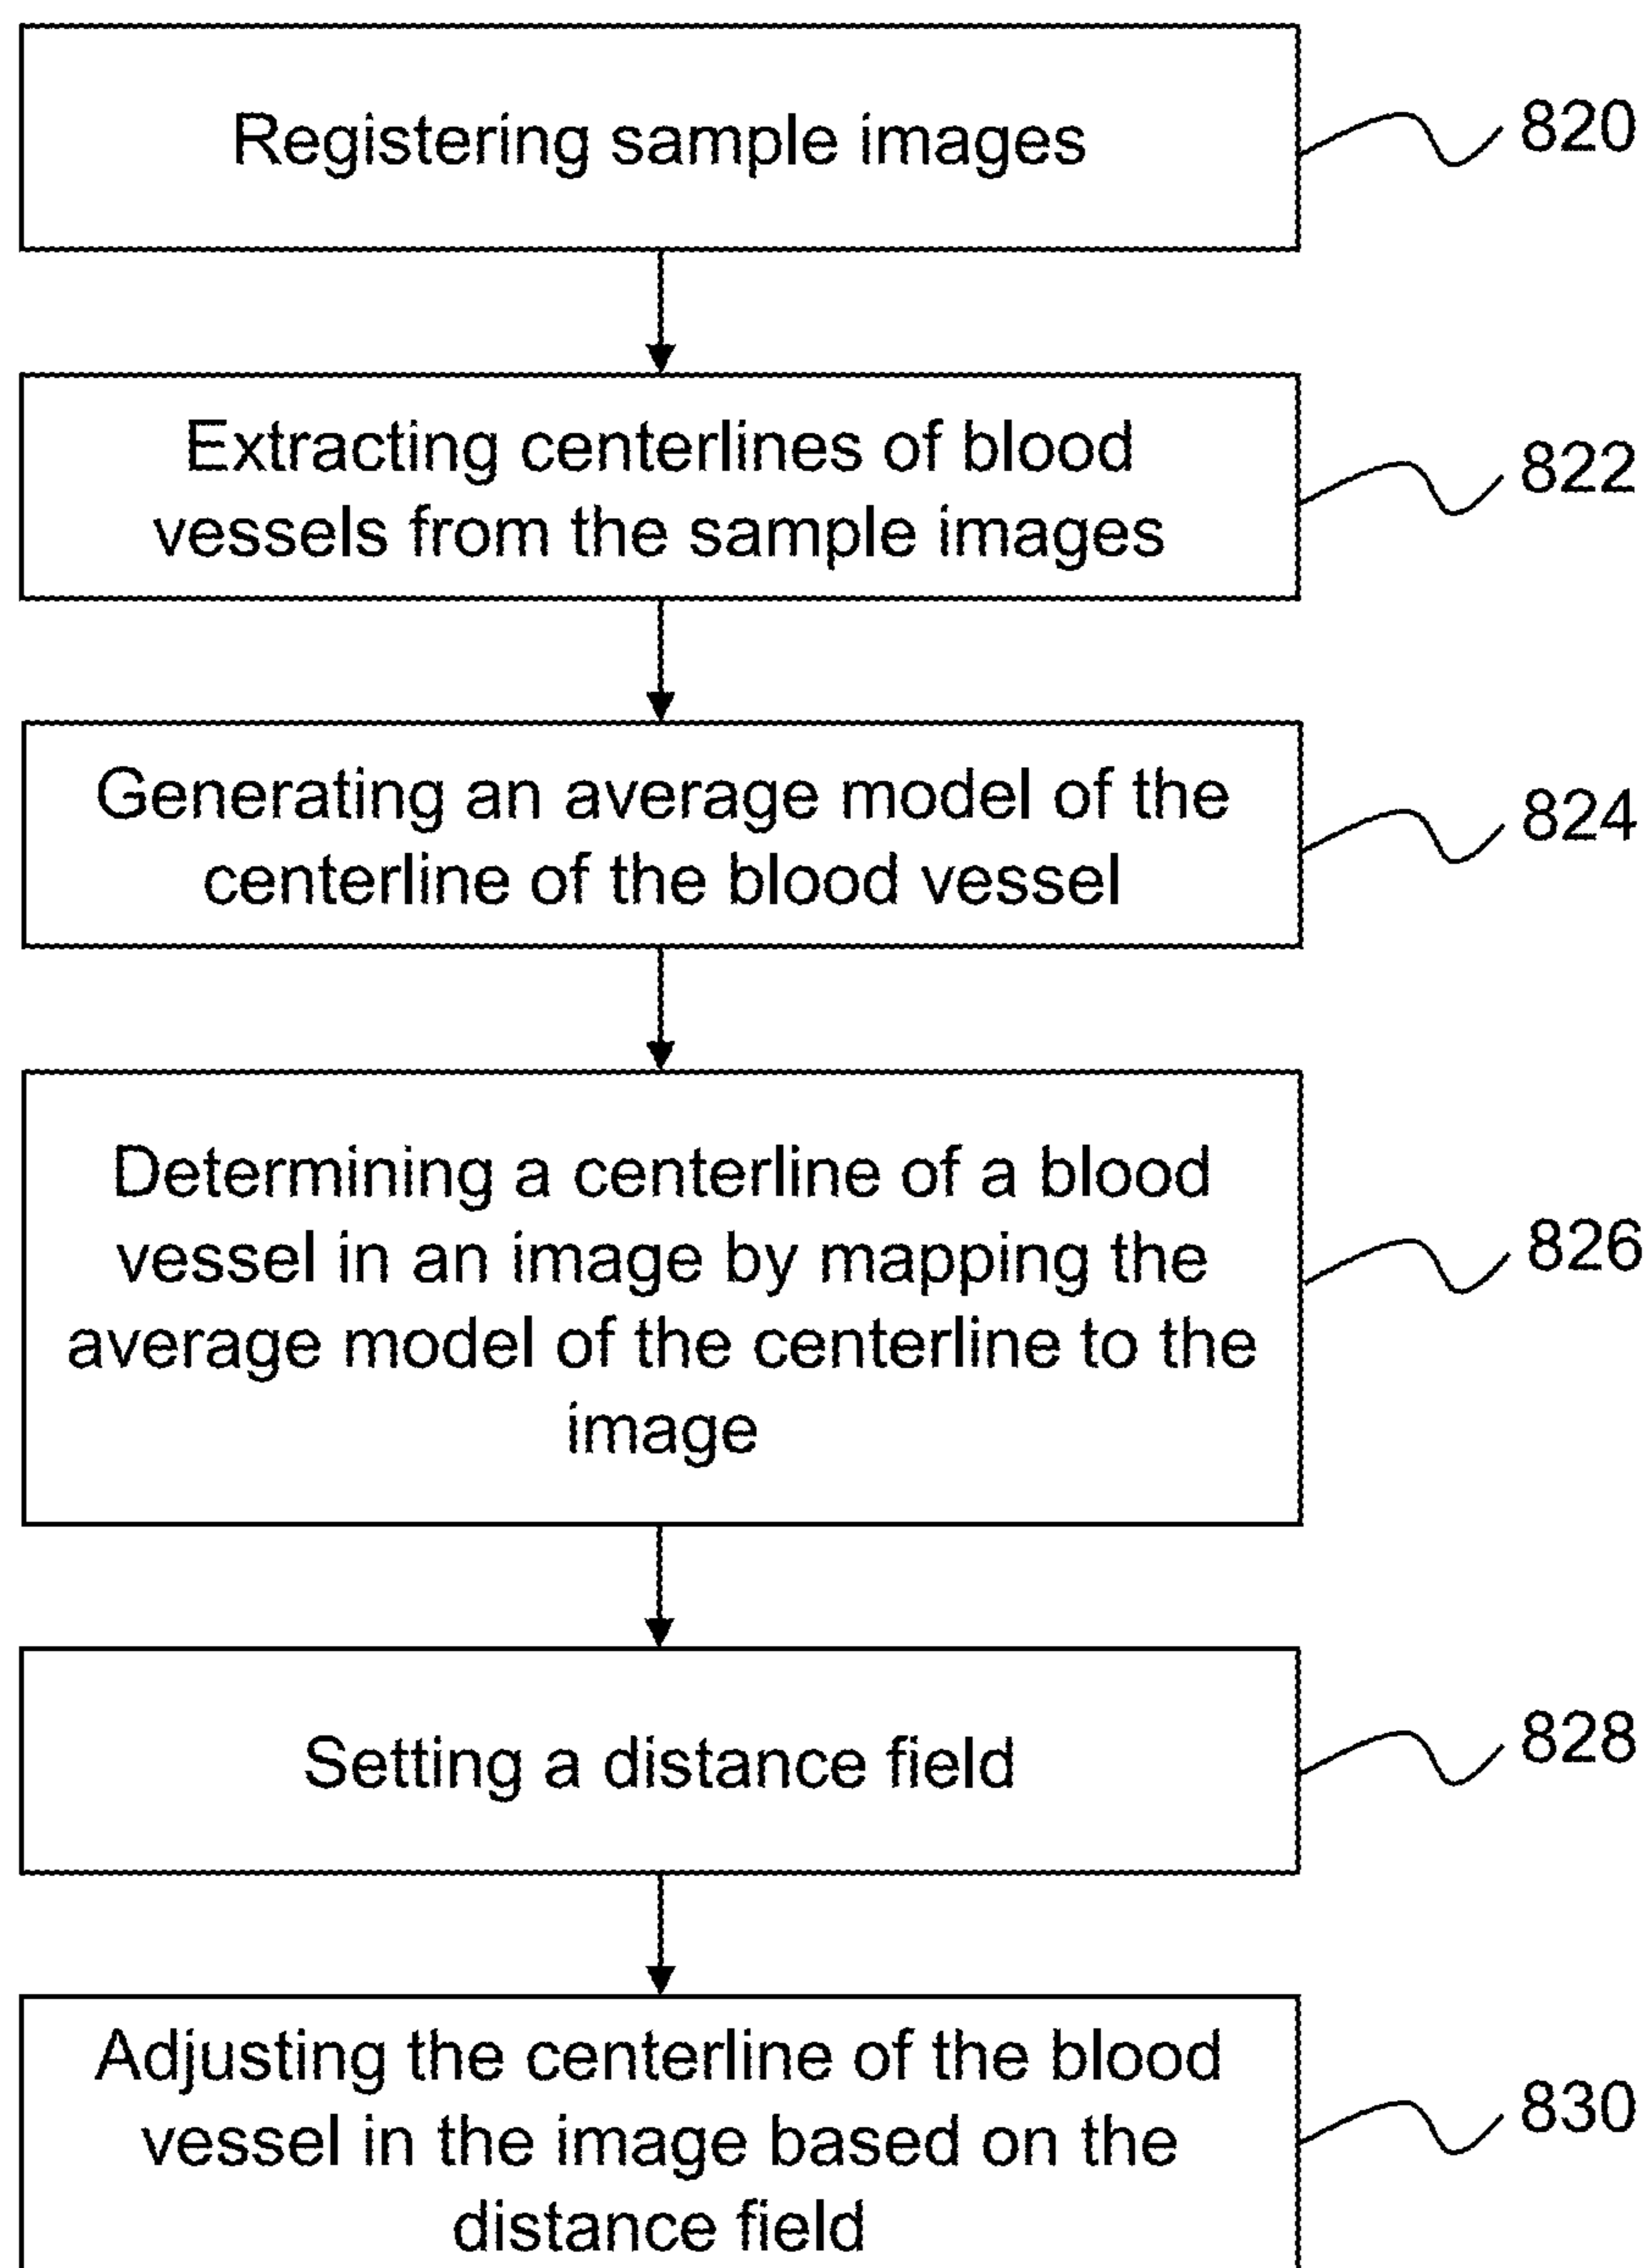 Registering sample images
820
Extracting centerlines of blood
vessels from the sample images
822
Generating an average model of the
centerline of the blood vessel
824
Determining a centerline of a blood
vessel in an image by mapping the
average model of the centerline to the
image
826
Setting a distance field
828
Adjusting the centerline of the blood
vessel in the image based on the
distance field
830